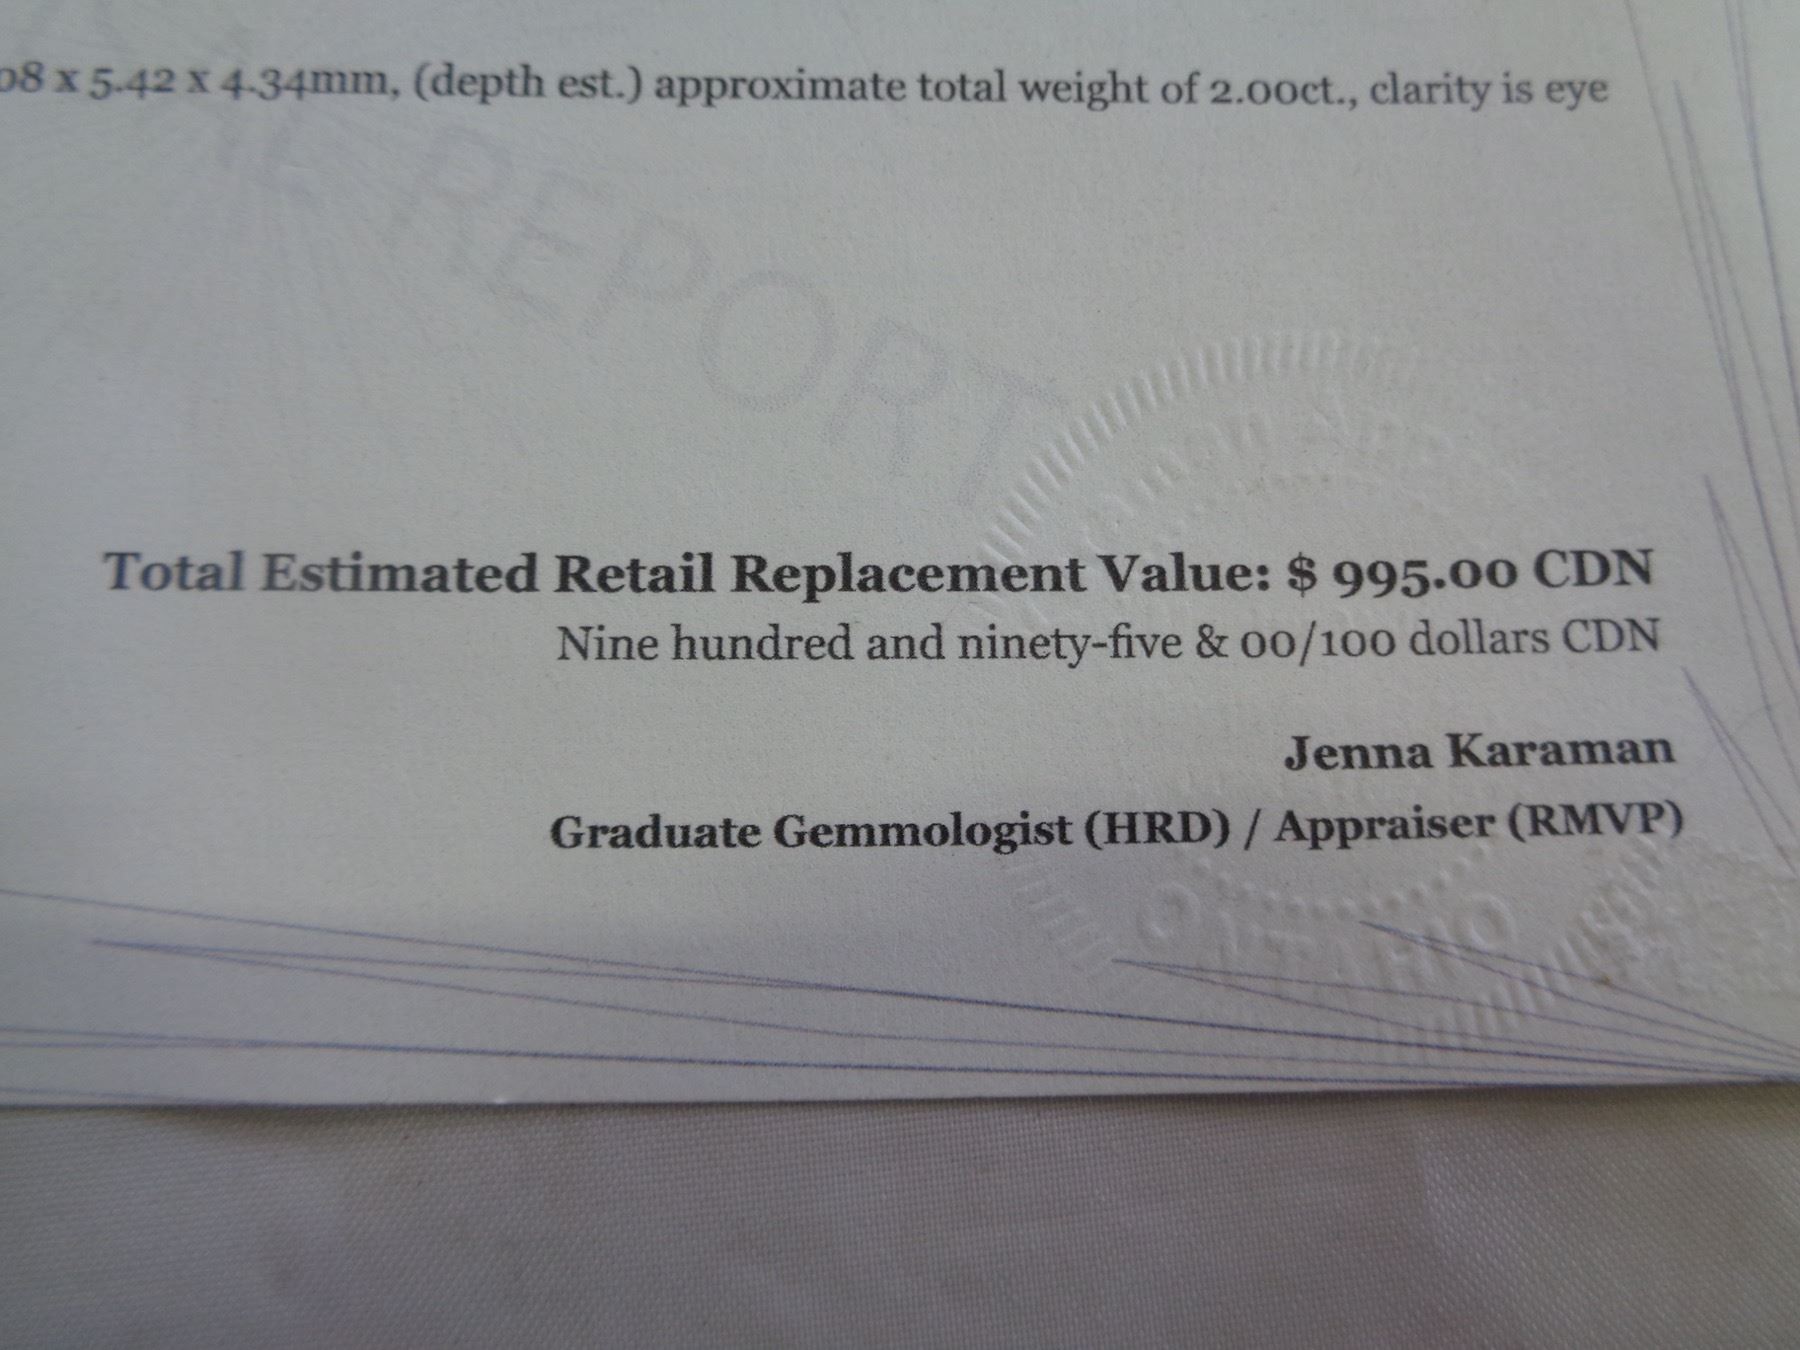 08 x 5.42 x 4.34mm, (depth est.) approximate total weight of 2.00ct., clarity is eye
REPORT
Total Estimated Retail Replacement Value: $ 995.00 CDN
Nine hundred and ninety-five & 00/100 dollars CDN
Jenna Karaman
Graduate Gemmologist (HRD) / Appraiser (RMVP)
ONTARIO